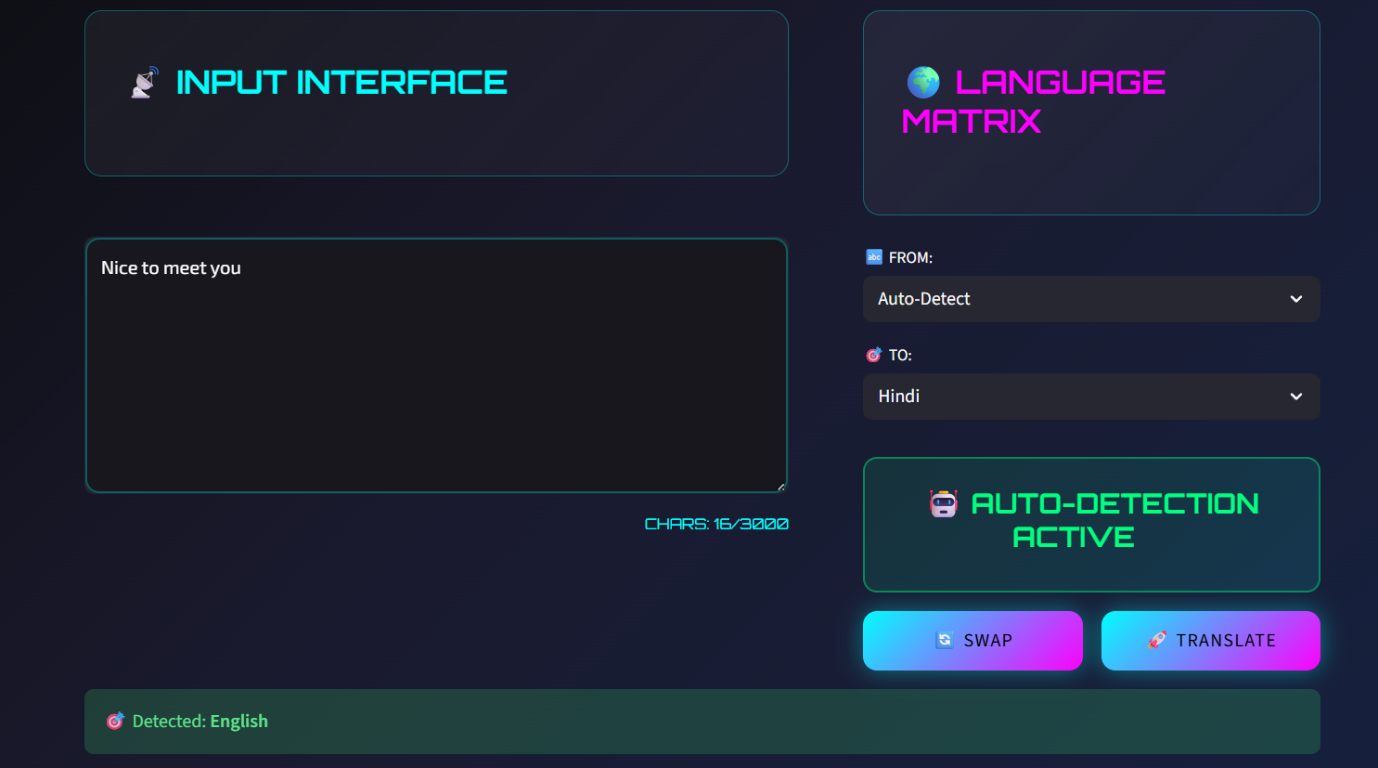 INPUT INTERFACE
LANGUAGE
MATRIX
Nice to meet you
CHARS: 16/3000
abc FROM:
Auto-Detect
TO:
Hindi
AUTO-DETECTION
ACTIVE
SWAP
TRANSLATE
Detected: English